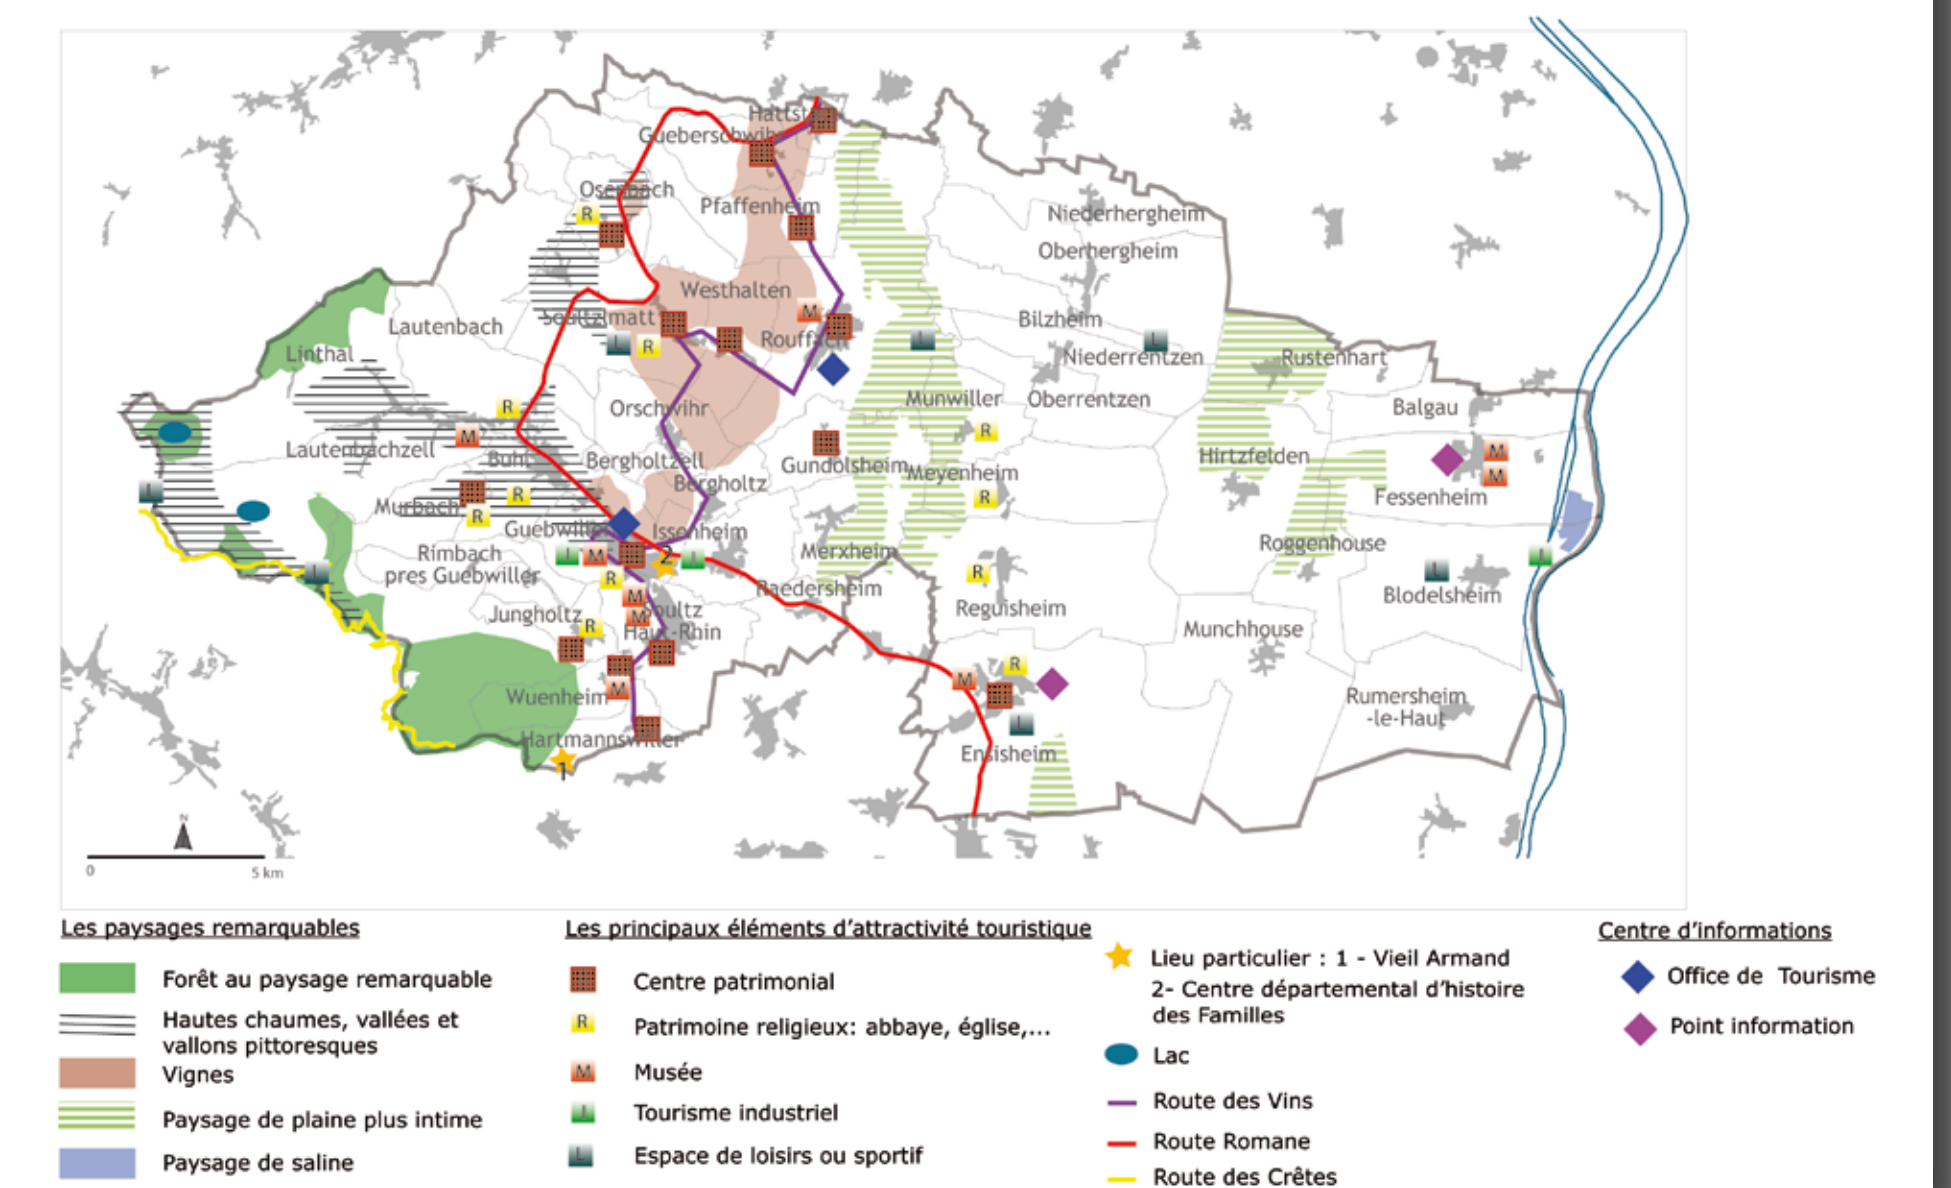 Hattst
Gueberschwihr
Osenbach
Pfaffenheim
Niederhergheim
Oberhergheim
R
Westhalten
M
Bilzheim
Lautenbach
Soultzmatt
Rouffach
Linthal
L
R
L
L
Niederrentzen
Rustenhart
Orschwihr
Munwiller
Oberrentzen
Balgau
R
M
R
Lautenbachzell
Buhl
Bergholtzell
Gundolsheim
Meyenheim
Hirtzfelden
M
M
L
Murbach
R
R
Bergholtz
R
Fessenheim
Guebwiller
Issenheim
Rimbach
pres Guebwiller
I
M
2
I
Merxheim
Roggenhouse
I
L
R
R
L
Raedersheim
Blodelsheim
M
M
Jungholtz
R
Soultz
Haut-Rhin
Reguisheim
Munchhouse
R
M
Wuenheim
M
Rumersheim
-le-Haut
L
Hartmannswiller
1
Ensisheim
N
0
5 km
Les paysages remarquables
Forêt au paysage remarquable
Hautes chaumes, vallées et
vallons pittoresques
Vignes
Paysage de plaine plus intime
Paysage de saline
Les principaux éléments d'attractivité touristique
Centre patrimonial
R
Patrimoine religieux: abbaye, église,...
M
Musée
I
Tourisme industriel
L
Espace de loisirs ou sportif
Lieu particulier : 1 - Vieil Armand
2- Centre départemental d'histoire
des Familles
Lac
Route des Vins
Route Romane
Route des Crêtes
Centre d'informations
Office de Tourisme
Point information